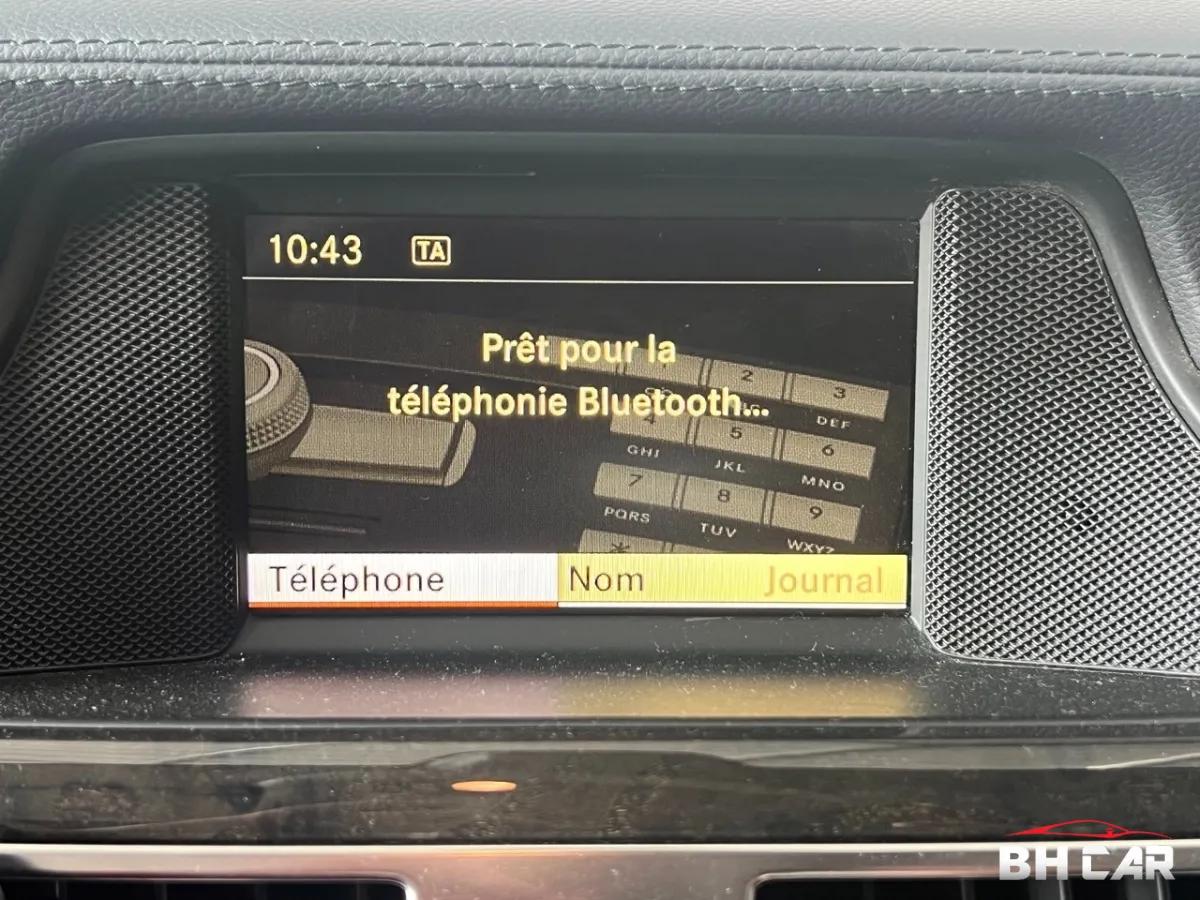 10:43 TA
Prêt pour la
téléphonie Bluetooth...
2 3
DEF
4 5 6
GHI JKL MNO
7 8 9
PQRS TUV WXYZ
*
Téléphone Nom Journal
BH CAR